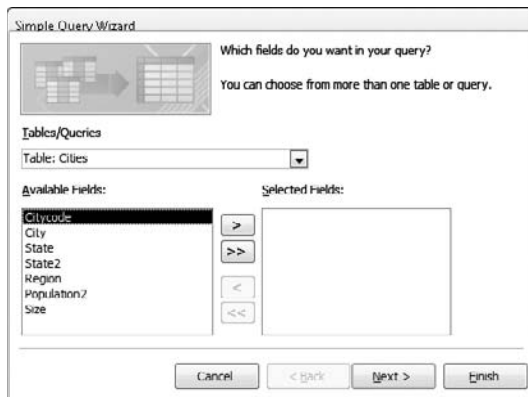 Simple Query Wizard
Which fields do you want in your query?
You can choose from more than one table or query.
Tables/Queries
Table: Cities
Available Fields:
Selected Fields:
Citycode
City
State
State2
Region
Population2
Size
>
>>
<
<<
Cancel
< Back
Next >
Finish